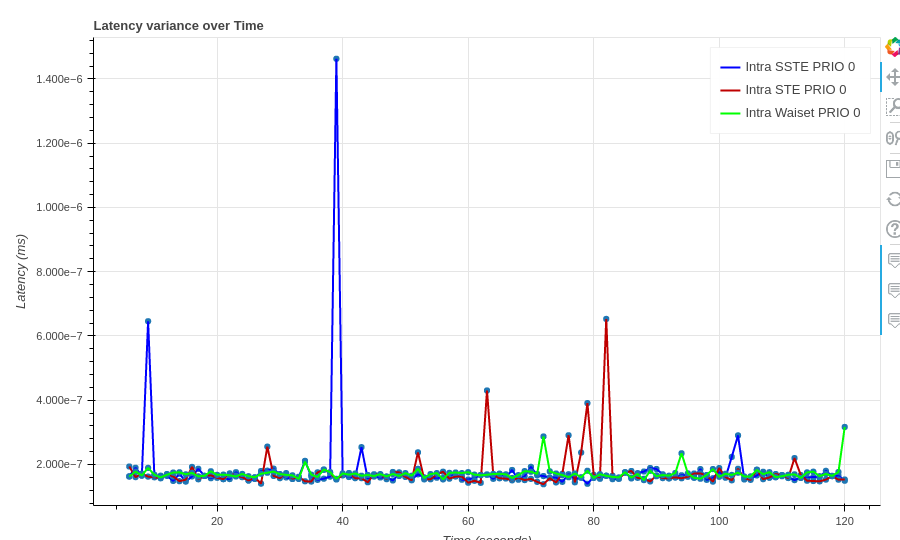 Latency variance over Time
Intra SSTE PRIO 0
Intra STE PRIO 0
Intra Waiset PRIO 0
Latency (ms)
1.400e−6
1.200e−6
1.000e−6
8.000e−7
6.000e−7
4.000e−7
2.000e−7
20 40 60 80 100 120
Time (seconds)